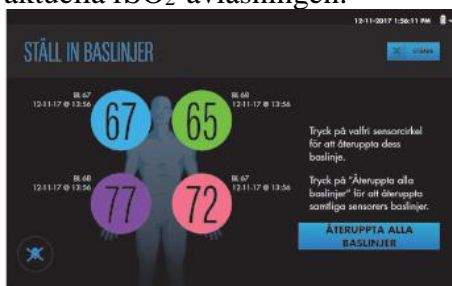 aktuella rSO₂-avläsningen.
12-11-2017 1:56:11 PM
STÄLL IN BASLINJER
BL 67
12-11-17 @ 13:56
67
65
BL 68
12-11-17 @ 13:56
BL 68
12-11-17 @ 13:56
77
72
BL 67
12-11-17 @ 13:56
Tryck på valfri sensorcirkel
för att återuppta dess
baslinje.
Tryck på "Återuppta alla
baslinjer" för att återuppta
samtliga sensorers baslinjer.
ÅTERUPPTA ALLA
BASLINJER